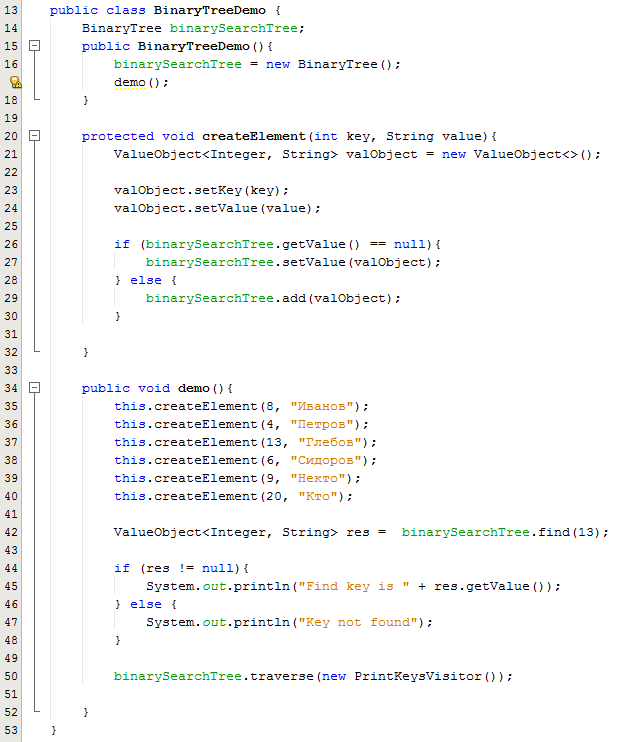 13 public class BinaryTreeDemo {
14 BinaryTree binarySearchTree;
15 public BinaryTreeDemo(){
16 binarySearchTree = new BinaryTree();
demo();
18 }
19
20 protected void createElement(int key, String value){
21 ValueObject<Integer, String> valObject = new ValueObject<>();
22
23 valObject.setKey(key);
24 valObject.setValue(value);
25
26 if (binarySearchTree.getValue() == null){
27 binarySearchTree.setValue(valObject);
28 } else {
29 binarySearchTree.add(valObject);
30 }
31
32 }
33
34 public void demo(){
35 this.createElement(8, "Иванов");
36 this.createElement(4, "Петров");
37 this.createElement(13, "Глебов");
38 this.createElement(6, "Сидоров");
39 this.createElement(9, "Некто");
40 this.createElement(20, "Кто");
41
42 ValueObject<Integer, String> res =  binarySearchTree.find(13);
43
44 if (res != null){
45 System.out.println("Find key is " + res.getValue());
46 } else {
47 System.out.println("Key not found");
48 }
49
50 binarySearchTree.traverse(new PrintKeysVisitor());
51
52 }
53 }